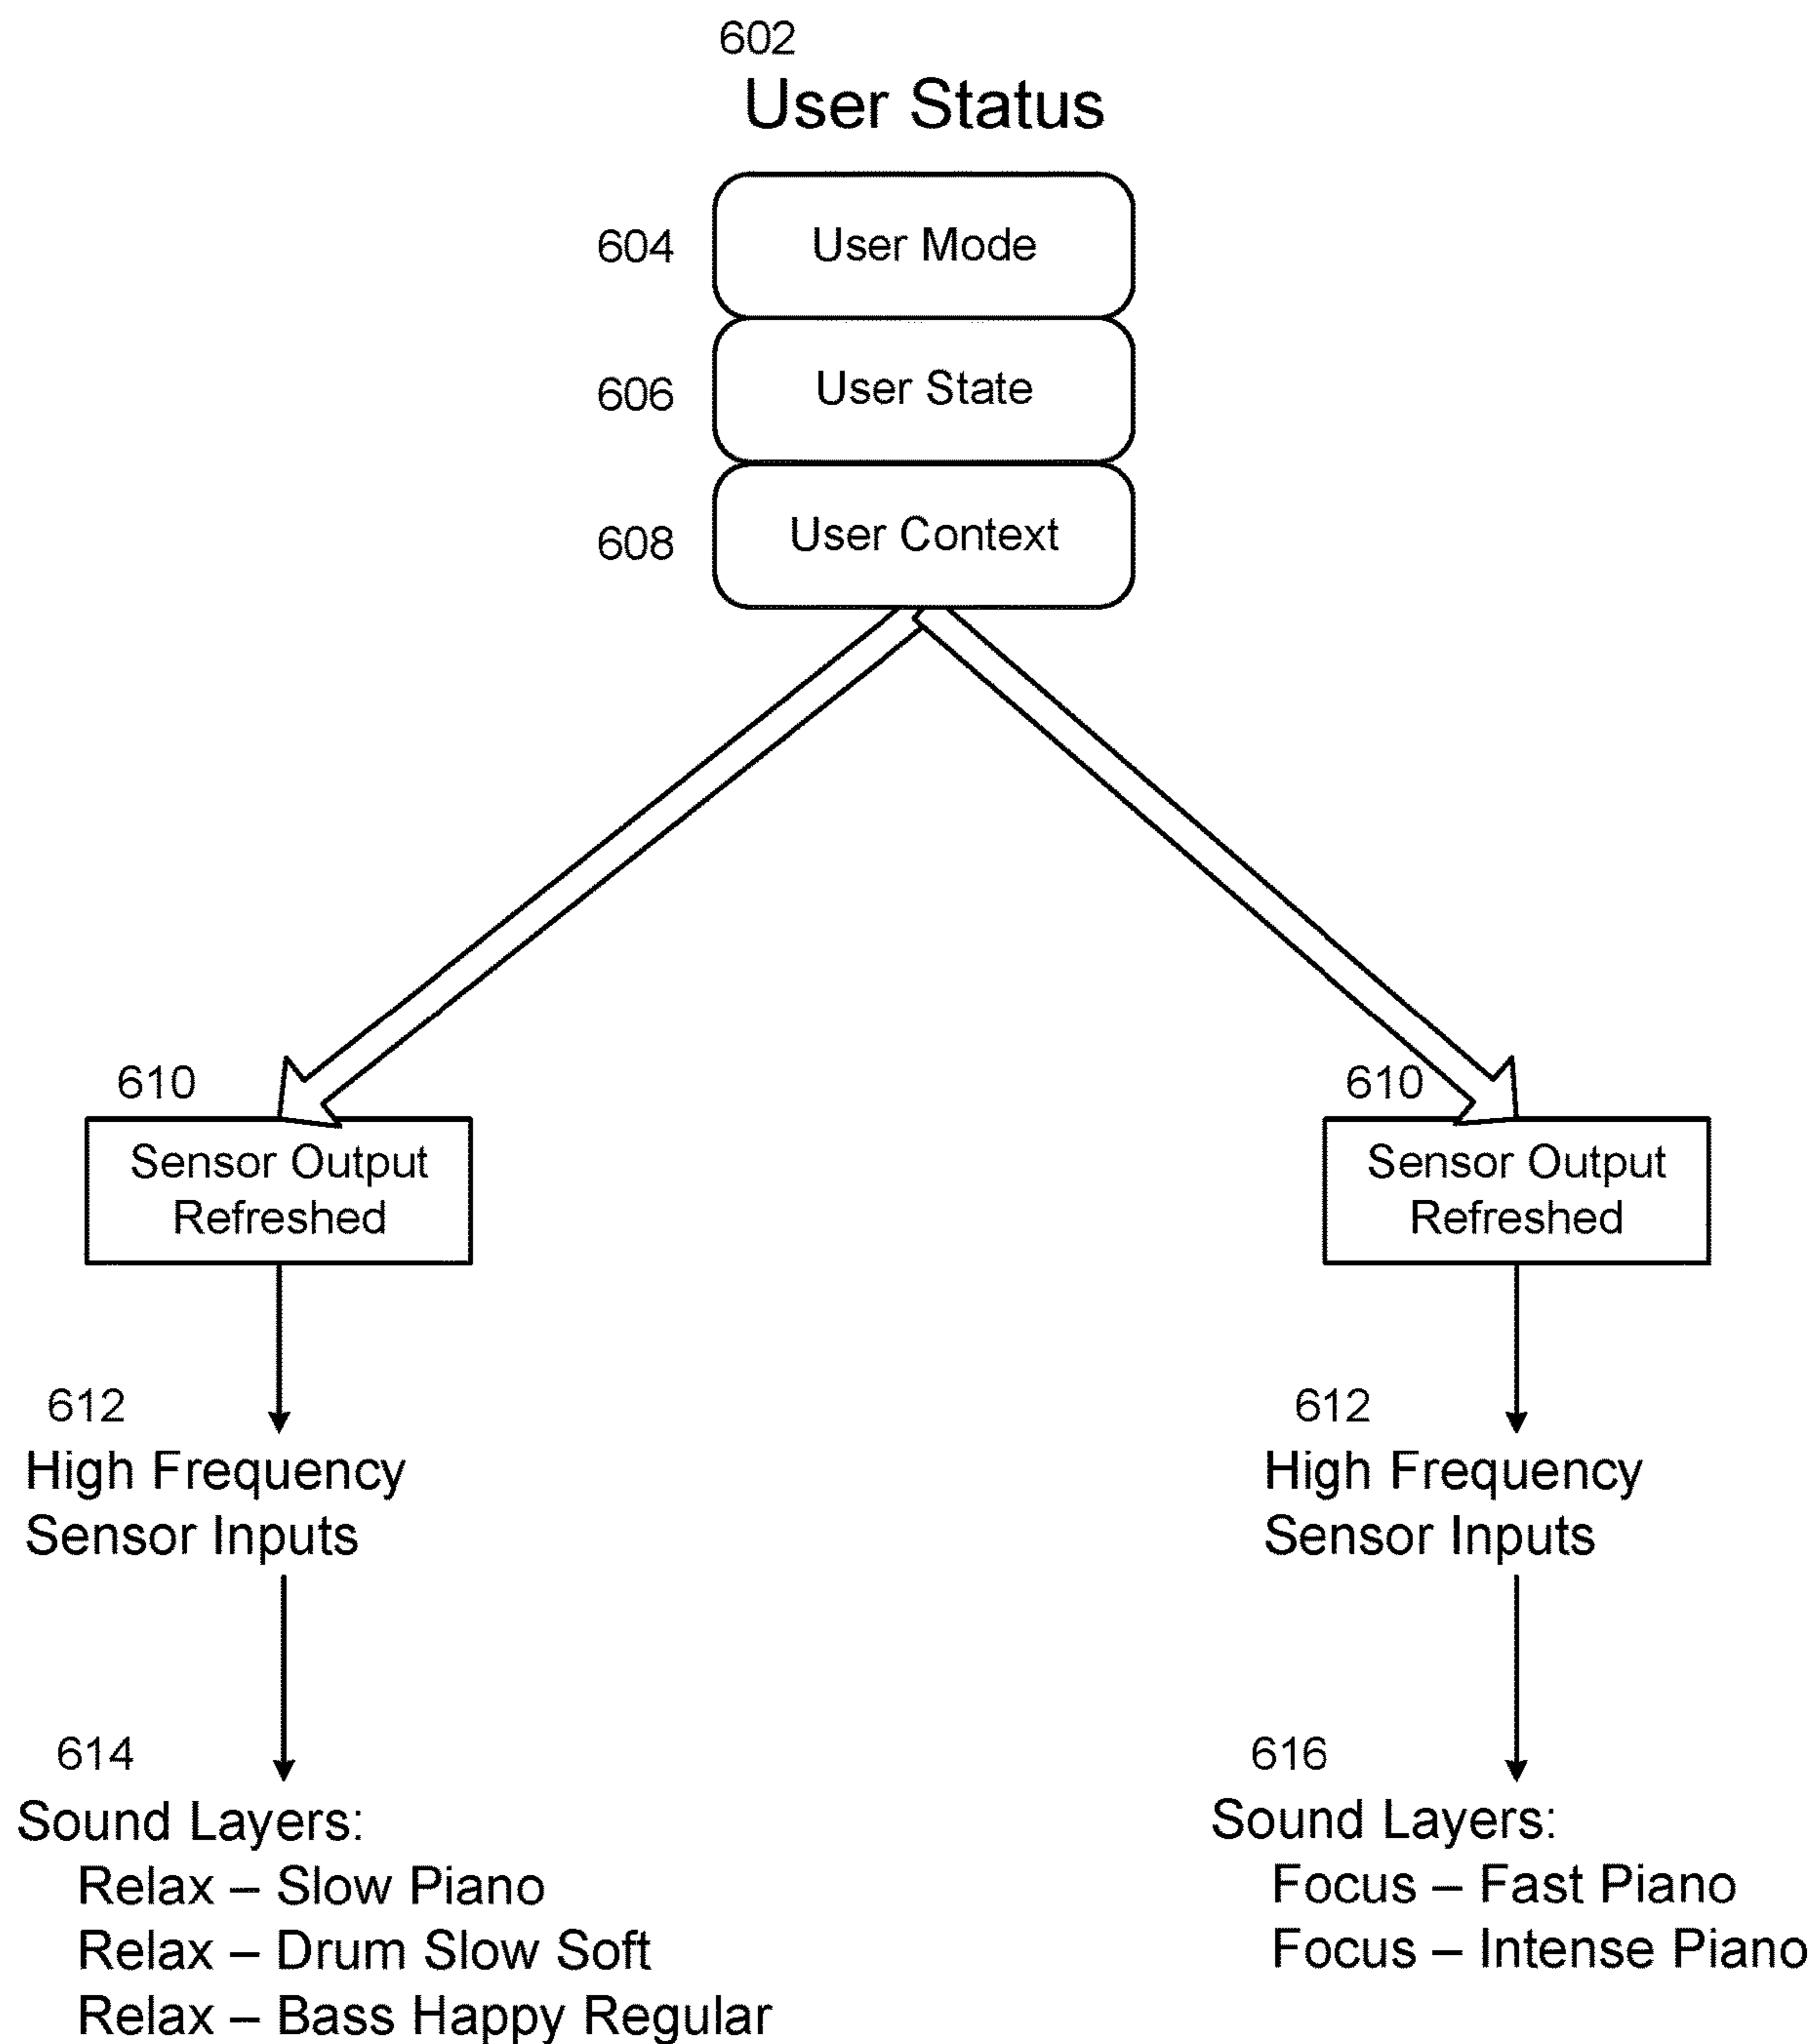 602
User Status
604
User Mode
606
User State
608
User Context
610
Sensor Output
Refreshed
612
High Frequency
Sensor Inputs
614
Sound Layers:
Relax – Slow Piano
Relax – Drum Slow Soft
Relax – Bass Happy Regular
610
Sensor Output
Refreshed
612
High Frequency
Sensor Inputs
616
Sound Layers:
Focus – Fast Piano
Focus – Intense Piano